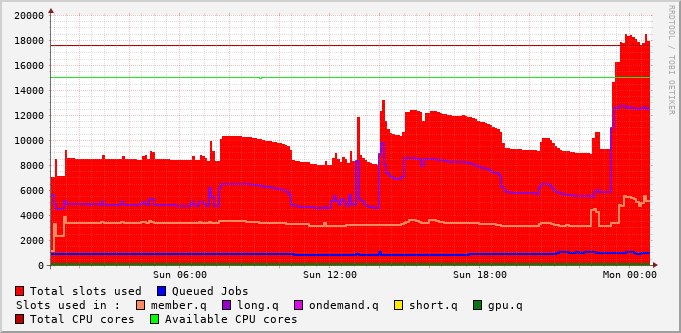 20000
18000
16000
14000
12000
10000
8000
6000
4000
2000
0
Sun 06:00 Sun 12:00 Sun 18:00 Mon 00:00
RRDTOOL / TOBI OETIKER
Total slots used Queued Jobs
Slots used in : member.q long.q ondemand.q short.q gpu.q
Total CPU cores Available CPU cores